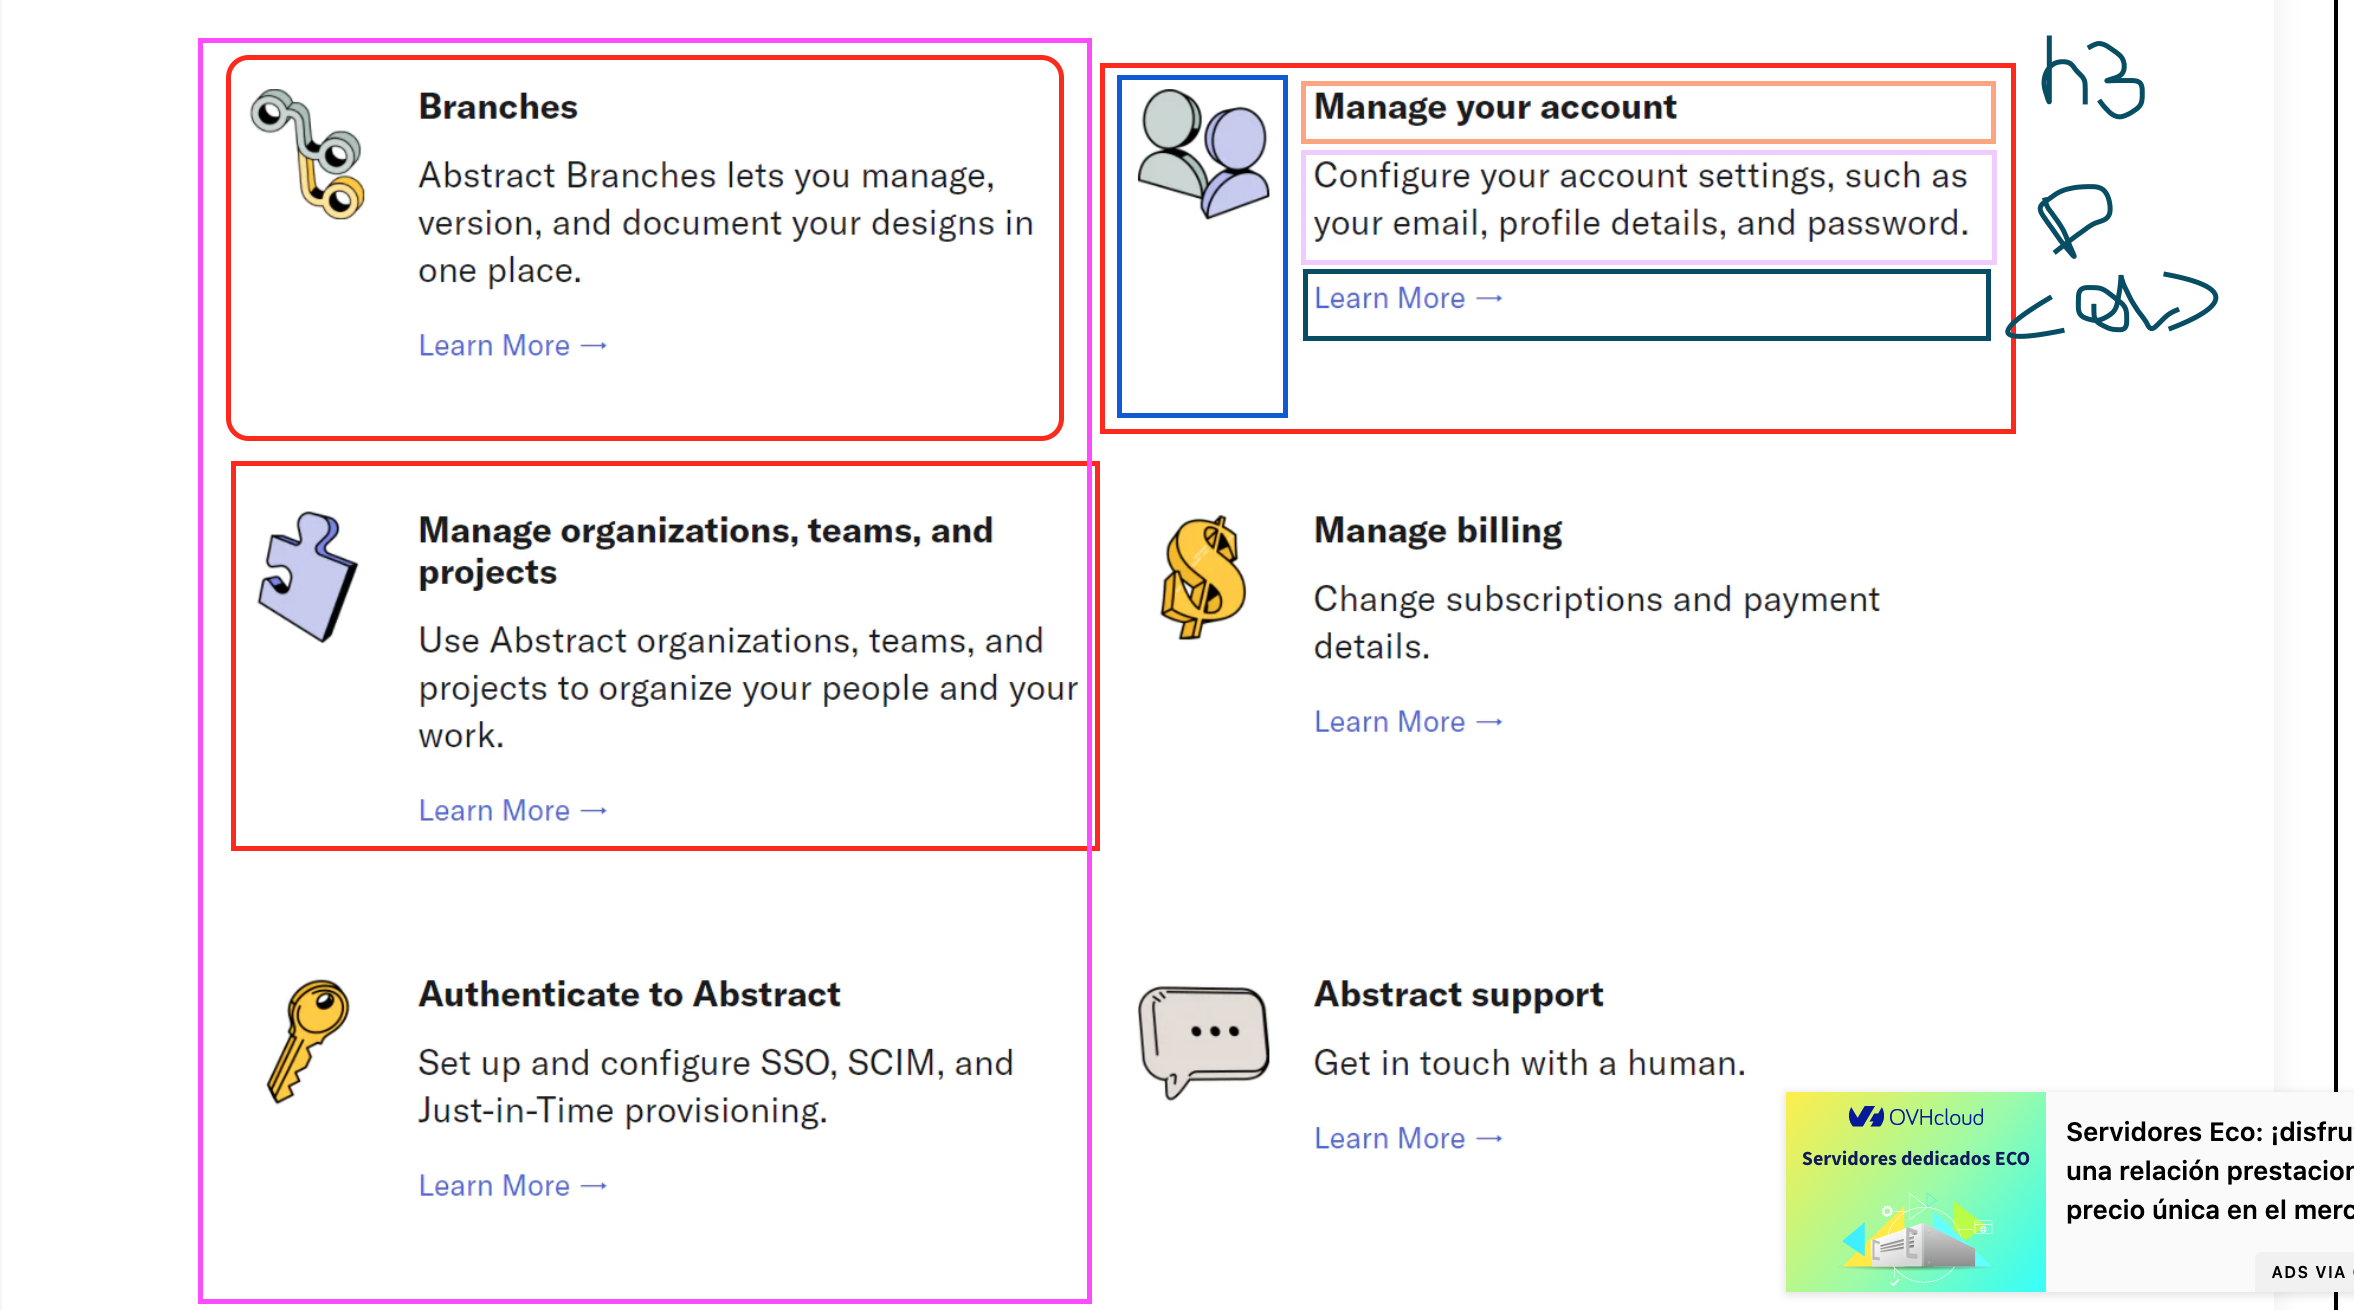 Branches
Abstract Branches lets you manage,
version, and document your designs in
one place.
Learn More →
Manage your account
Configure your account settings, such as
your email, profile details, and password.
Learn More →
h3
P
Manage organizations, teams, and
projects
Use Abstract organizations, teams, and
projects to organize your people and your
work.
Learn More →
Manage billing
Change subscriptions and payment
details.
Learn More →
Authenticate to Abstract
Set up and configure SSO, SCIM, and
Just-in-Time provisioning.
Learn More →
Abstract support
Get in touch with a human.
Learn More →
OVHcloud
Servidores dedicados ECO
Servidores Eco: ¡disfru
una relación prestacion
precio única en el merc
ADS VIA